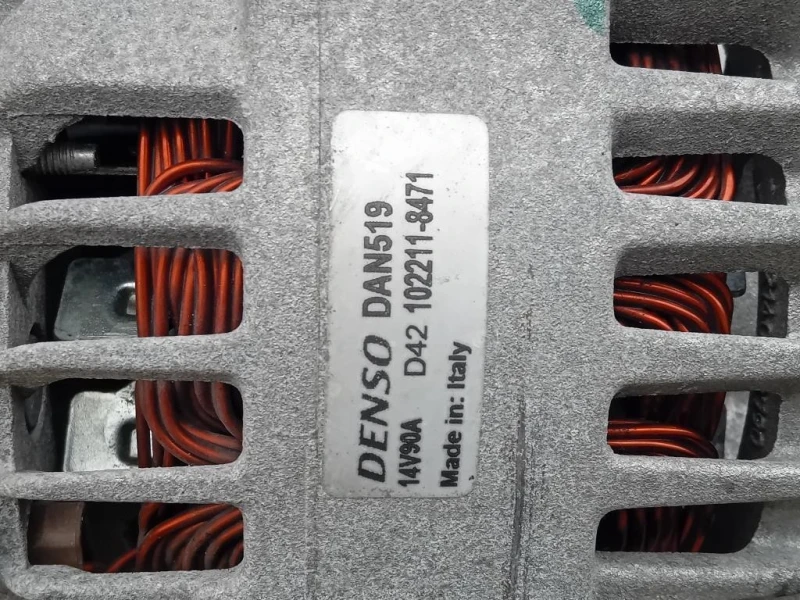 DENSO DAN519
14V90A D42 102211-8471
Made in: Italy